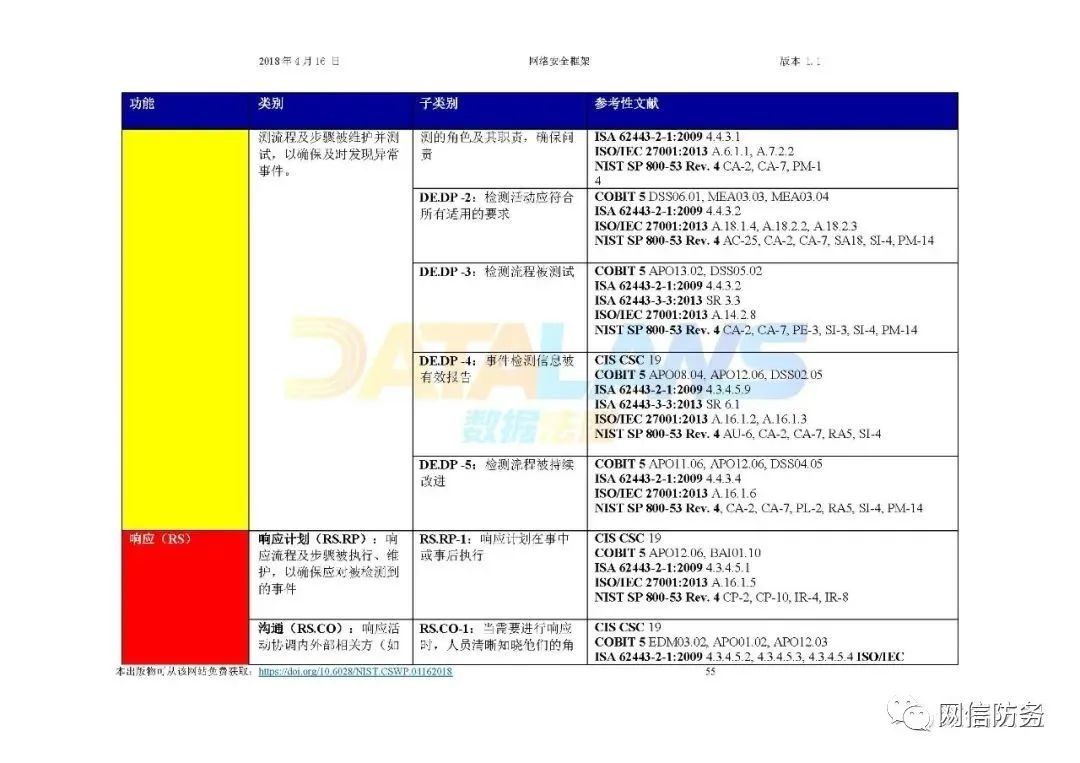 2018年4月16 日 网络安全框架 版本 1.1
功能 类别 子类别 参考性文献
测流程及步骤被维护并测
试，以确保及时发现异常
事件。
测的角色及其职责，确保问
责
ISA 62443-2-1:2009 4.4.3.1
ISO/IEC 27001:2013 A.6.1.1, A.7.2.2
NIST SP 800-53 Rev. 4 CA-2, CA-7, PM-1
4
DE.DP -2：检测活动应符合
所有适用的要求
COBIT 5 DSS06.01, MEA03.03, MEA03.04
ISA 62443-2-1:2009 4.4.3.2
ISO/IEC 27001:2013 A.18.1.4, A.18.2.2, A.18.2.3
NIST SP 800-53 Rev. 4 AC-25, CA-2, CA-7, SA18, SI-4, PM-14
DE.DP -3：检测流程被测试
COBIT 5 APO13.02, DSS05.02
ISA 62443-2-1:2009 4.4.3.2
ISA 62443-3-3:2013 SR 3.3
ISO/IEC 27001:2013 A.14.2.8
NIST SP 800-53 Rev. 4 CA-2, CA-7, PE-3, SI-3, SI-4, PM-14
DE.DP -4：事件检测信息被
有效报告
CIS CSC 19
COBIT 5 APO08.04, APO12.06, DSS02.05
ISA 62443-2-1:2009 4.3.4.5.9
ISA 62443-3-3:2013 SR 6.1
ISO/IEC 27001:2013 A.16.1.2, A.16.1.3
NIST SP 800-53 Rev. 4 AU-6, CA-2, CA-7, RA5, SI-4
DE.DP -5：检测流程被持续
改进
COBIT 5 APO11.06, APO12.06, DSS04.05
ISA 62443-2-1:2009 4.4.3.4
ISO/IEC 27001:2013 A.16.1.6
NIST SP 800-53 Rev. 4, CA-2, CA-7, PL-2, RA5, SI-4, PM-14
响应（RS）
响应计划（RS.RP）：响
应流程及步骤被执行、维
护，以确保应对被检测到
的事件
RS.RP-1：响应计划在事中
或事后执行
CIS CSC 19
COBIT 5 APO12.06, BAI01.10
ISA 62443-2-1:2009 4.3.4.5.1
ISO/IEC 27001:2013 A.16.1.5
NIST SP 800-53 Rev. 4 CP-2, CP-10, IR-4, IR-8
沟通（RS.CO）：响应活
动协调内外部相关方（如
RS.CO-1：当需要进行响应
时，人员清晰知晓他们的角
CIS CSC 19
COBIT 5 EDM03.02, APO01.02, APO12.03
ISA 62443-2-1:2009 4.3.4.5.2, 4.3.4.5.3, 4.3.4.5.4 ISO/IEC
DATALAWS
数据法
本出版物可从该网站免费获取：https://doi.org/10.6028/NIST.CSWP.01162018 55
网信防务